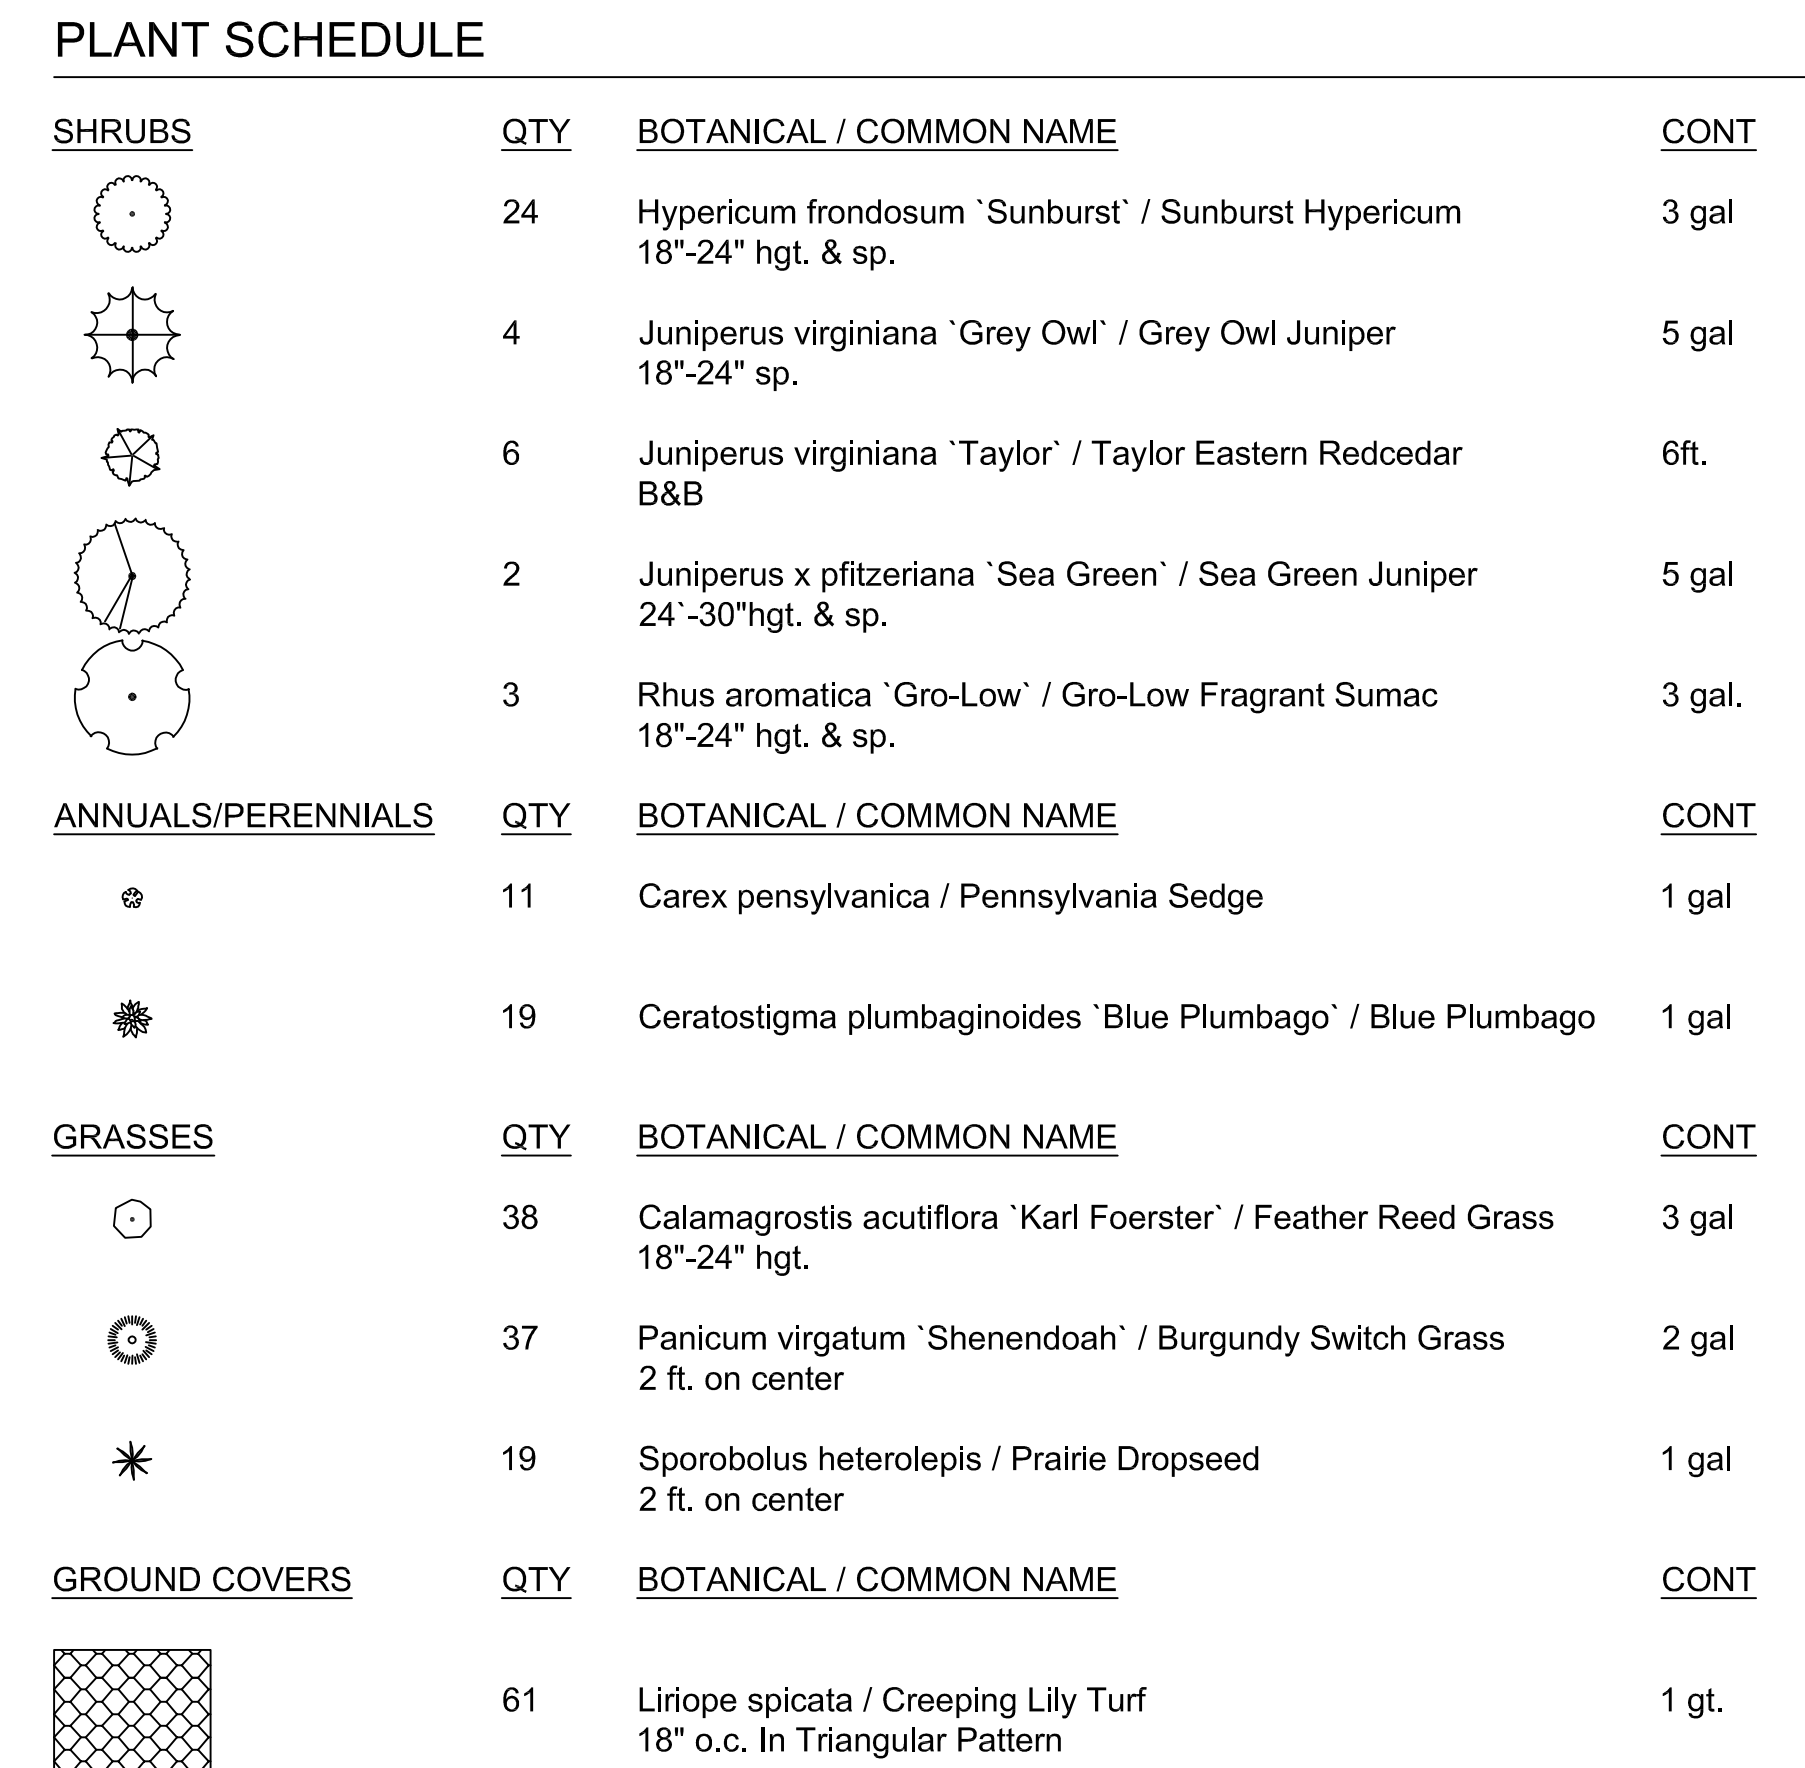 PLANT SCHEDULE
SHRUBS QTY BOTANICAL / COMMON NAME CONT
24 Hypericum frondosum `Sunburst` / Sunburst Hypericum 3 gal
18"-24" hgt. & sp.
4 Juniperus virginiana `Grey Owl` / Grey Owl Juniper 5 gal
18"-24" sp.
6 Juniperus virginiana `Taylor` / Taylor Eastern Redcedar 6ft.
B&B
2 Juniperus x pfitzeriana `Sea Green` / Sea Green Juniper 5 gal
24`-30"hgt. & sp.
3 Rhus aromatica `Gro-Low` / Gro-Low Fragrant Sumac 3 gal.
18"-24" hgt. & sp.
ANNUALS/PERENNIALS QTY BOTANICAL / COMMON NAME CONT
11 Carex pensylvanica / Pennsylvania Sedge 1 gal
19 Ceratostigma plumbaginoides `Blue Plumbago` / Blue Plumbago 1 gal
GRASSES QTY BOTANICAL / COMMON NAME CONT
38 Calamagrostis acutiflora `Karl Foerster` / Feather Reed Grass 3 gal
18"-24" hgt.
37 Panicum virgatum `Shenendoah` / Burgundy Switch Grass 2 gal
2 ft. on center
19 Sporobolus heterolepis / Prairie Dropseed 1 gal
2 ft. on center
GROUND COVERS QTY BOTANICAL / COMMON NAME CONT
61 Liriope spicata / Creeping Lily Turf 1 gt.
18" o.c. In Triangular Pattern